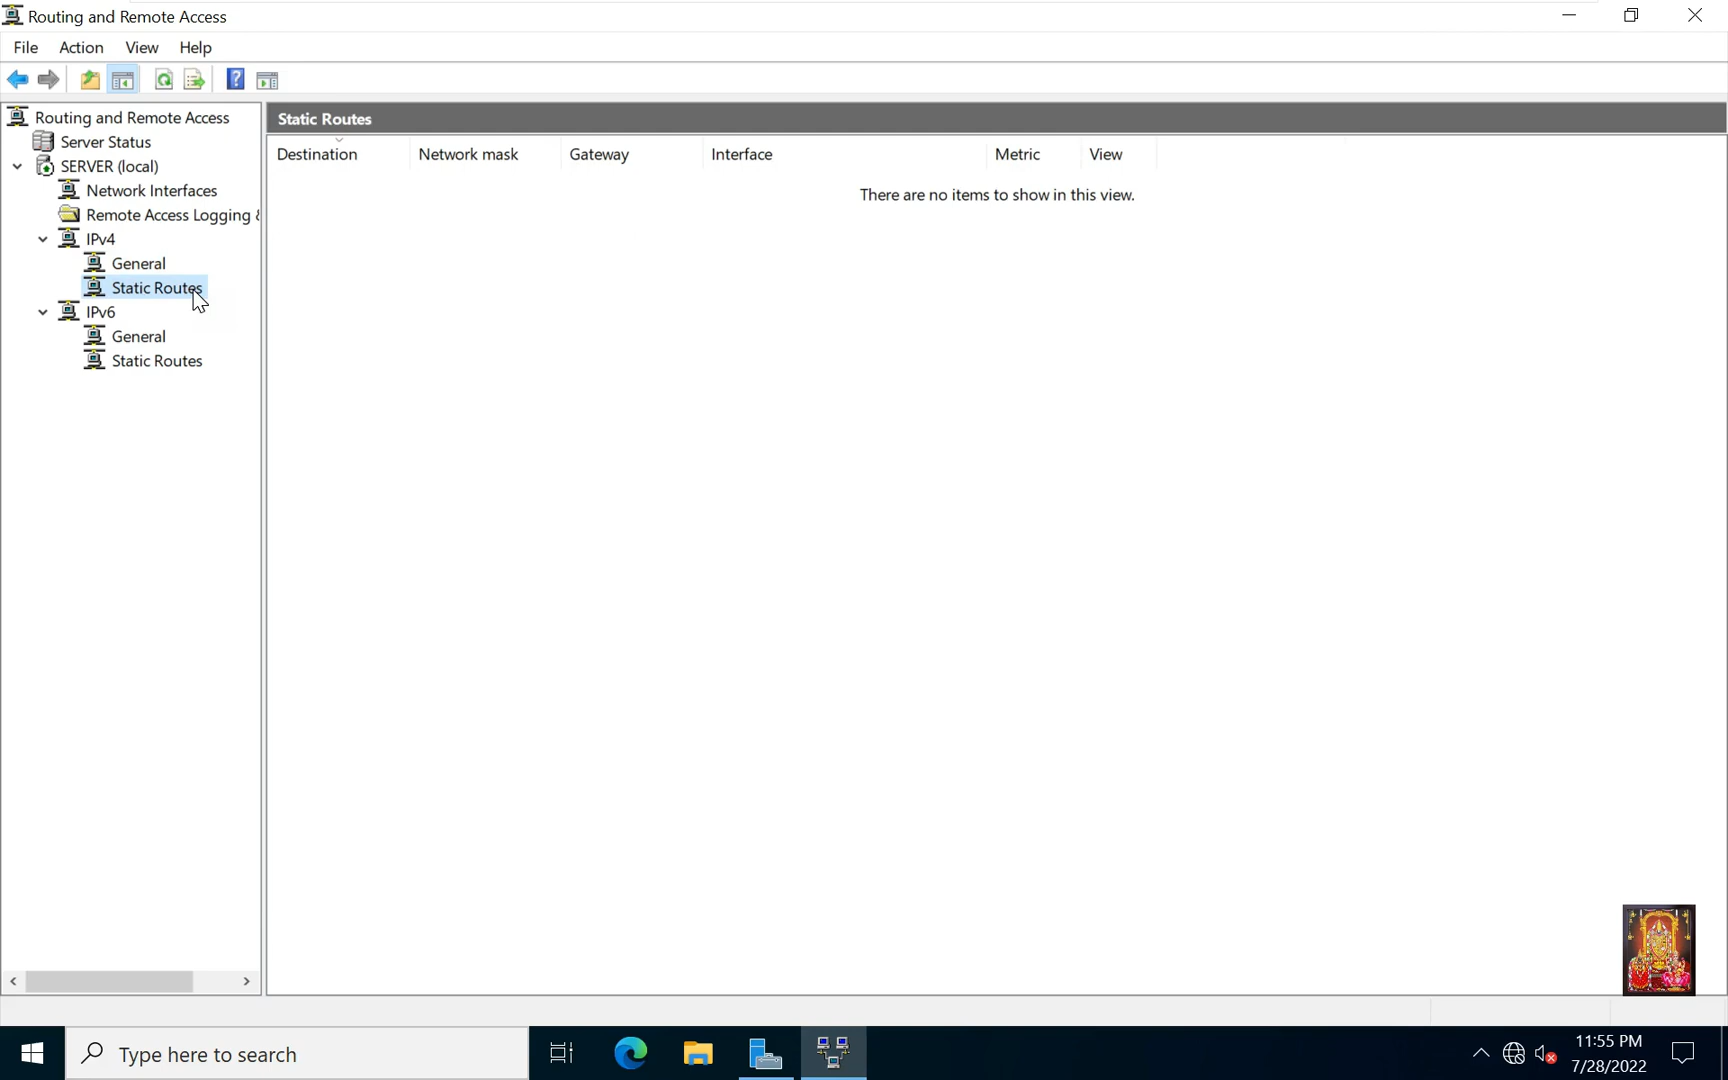 Routing and Remote Access
File Action View Help
Routing and Remote Access
Server Status
SERVER (local)
Network Interfaces
Remote Access Logging &
IPv4
General
Static Routes
IPv6
General
Static Routes
Static Routes
Destination Network mask Gateway Interface Metric View
There are no items to show in this view.
Type here to search
11:55 PM
7/28/2022